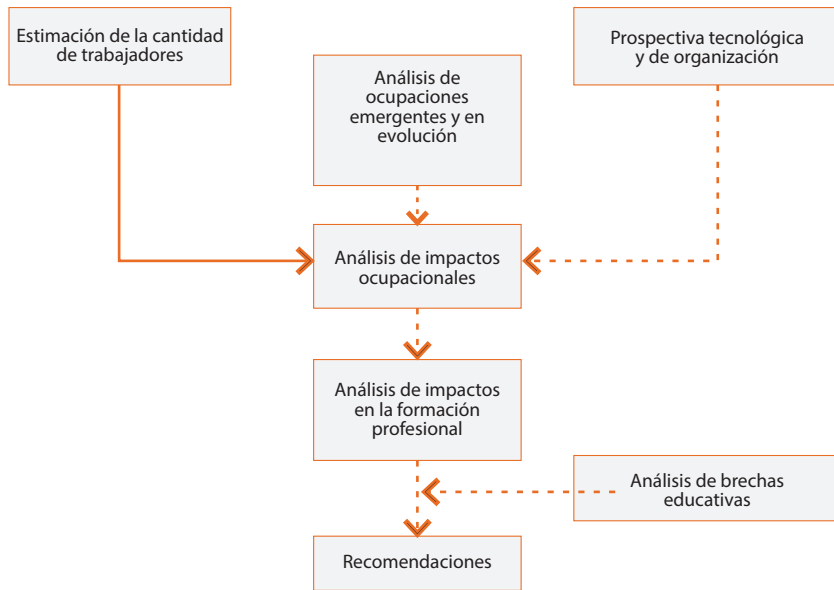 Estimación de la cantidad
de trabajadores
Prospectiva tecnológica
y de organización
Análisis de
ocupaciones
emergentes y en
evolución
Análisis de impactos
ocupacionales
Análisis de impactos
en la formación
profesional
Análisis de brechas
educativas
Recomendaciones